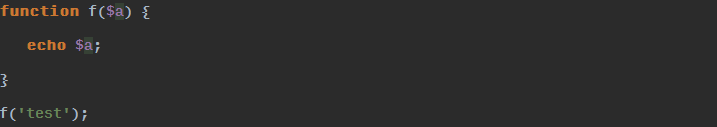 function f($a) {
echo $a;
}
f('test');